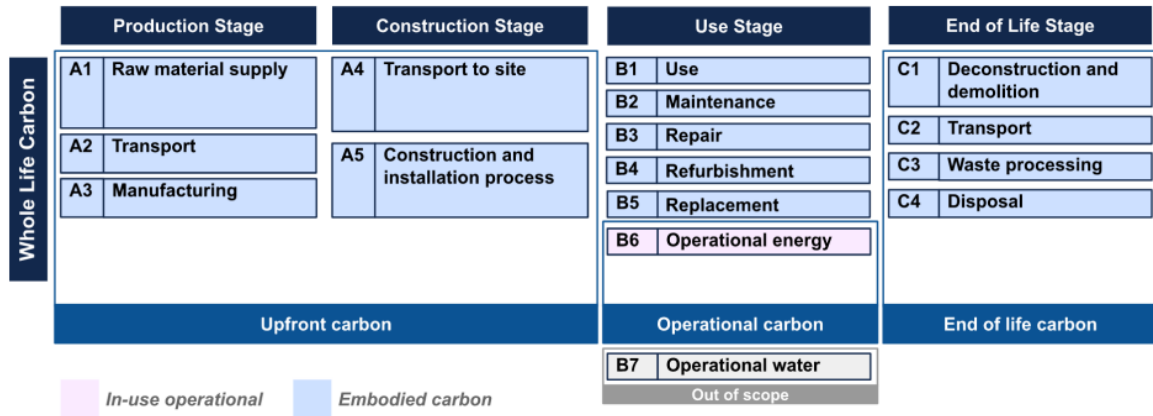 Production Stage
Construction Stage
Use Stage
End of Life Stage
Whole Life Carbon
A1 Raw material supply
A2 Transport
A3 Manufacturing
A4 Transport to site
A5 Construction and
installation process
B1 Use
B2 Maintenance
B3 Repair
B4 Refurbishment
B5 Replacement
B6 Operational energy
C1 Deconstruction and
demolition
C2 Transport
C3 Waste processing
C4 Disposal
Upfront carbon
Operational carbon
End of life carbon
B7 Operational water
Out of scope
In-use operational
Embodied carbon